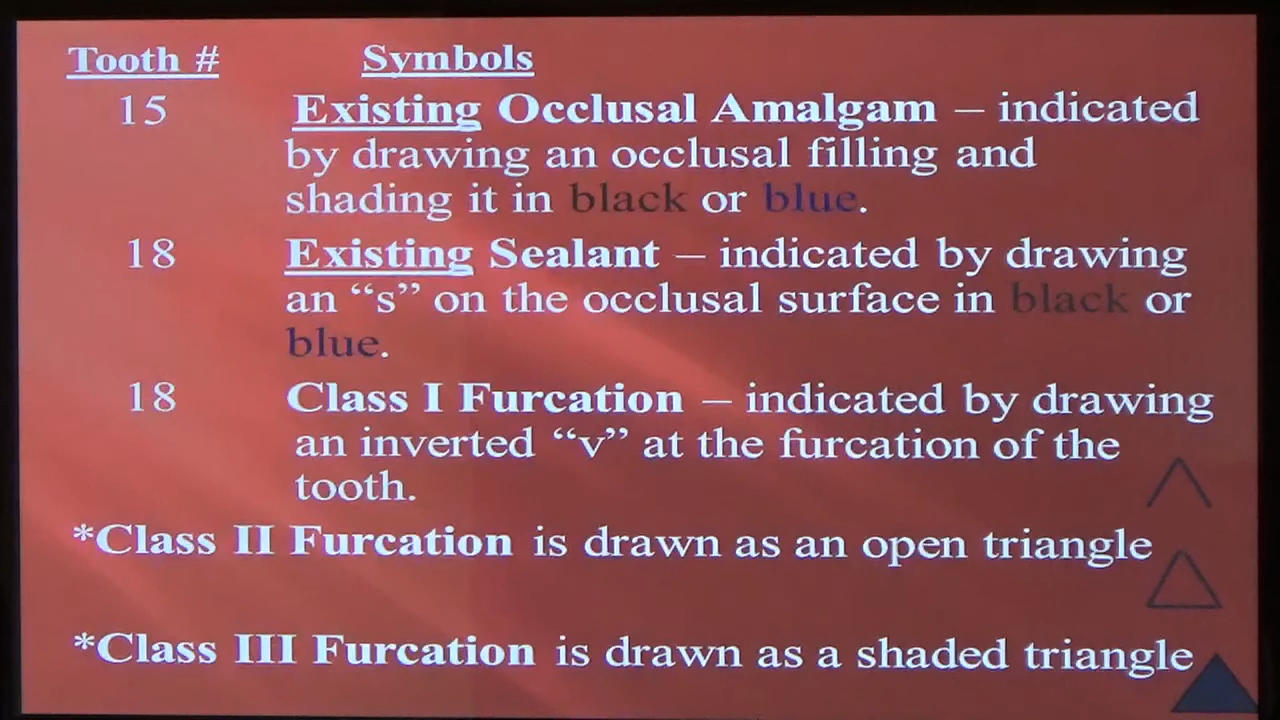 Tooth # Symbols
15 Existing Occlusal Amalgam – indicated
by drawing an occlusal filling and
shading it in black or blue.
18 Existing Sealant – indicated by drawing
an “s” on the occlusal surface in black or
blue.
18 Class I Furcation – indicated by drawing
an inverted “v” at the furcation of the
tooth.
*Class II Furcation is drawn as an open triangle
*Class III Furcation is drawn as a shaded triangle